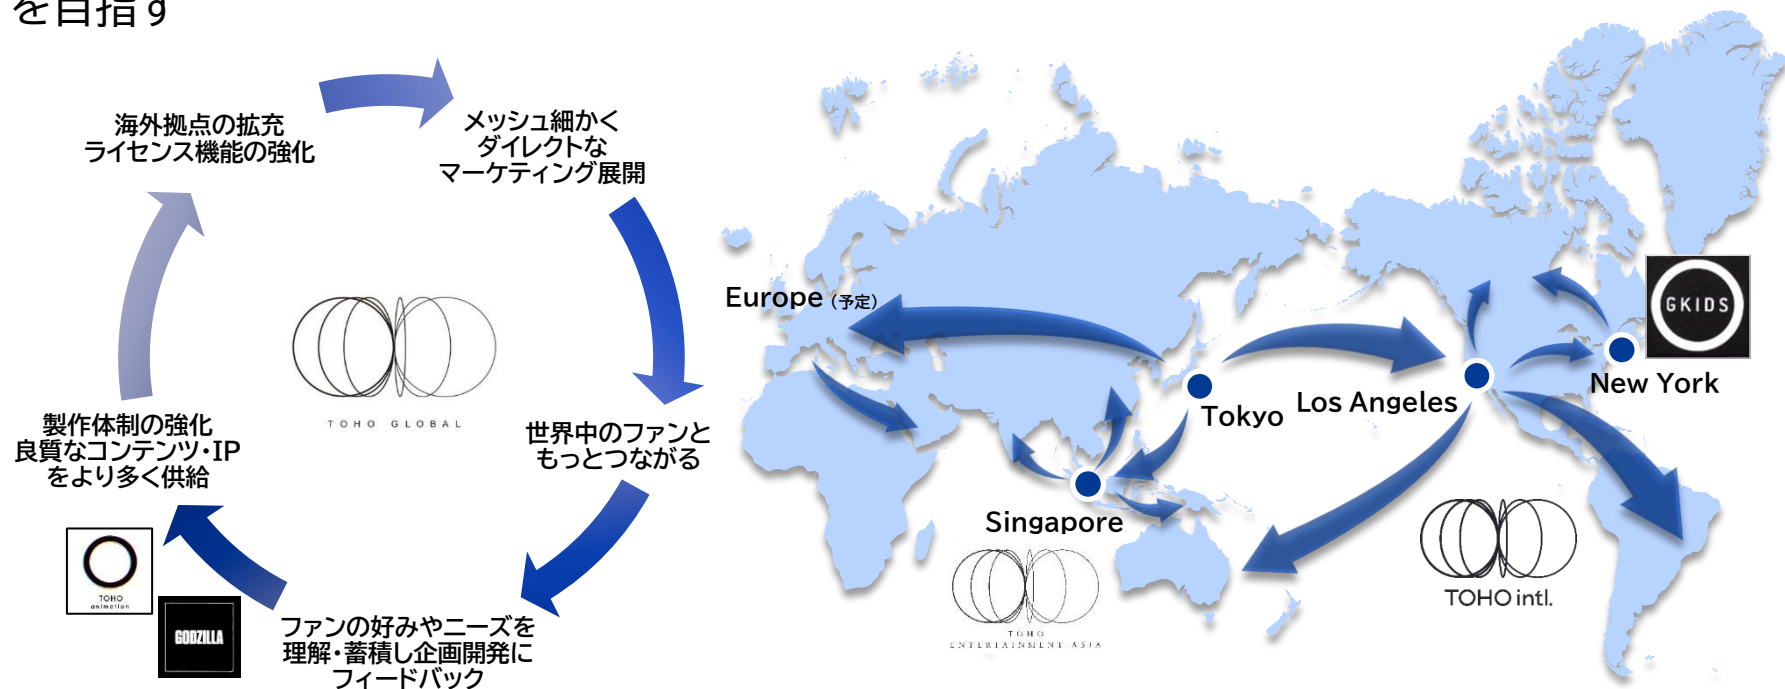 を目指す
海外拠点の拡充
ライセンス機能の強化
メッシュ細かく
ダイレクトな
マーケティング展開
世界中のファンと
もっとつながる
ファンの好みやニーズを
理解・蓄積し企画開発に
フィードバック
製作体制の強化
良質なコンテンツ・IP
をより多く供給
TOHO GLOBAL
TOHO
animation
GODZILLA
Europe (予定)
Tokyo
Singapore
TOHO
ENTERTAINMENT ASIA
Los Angeles
New York
GKIDS
TOHO intl.